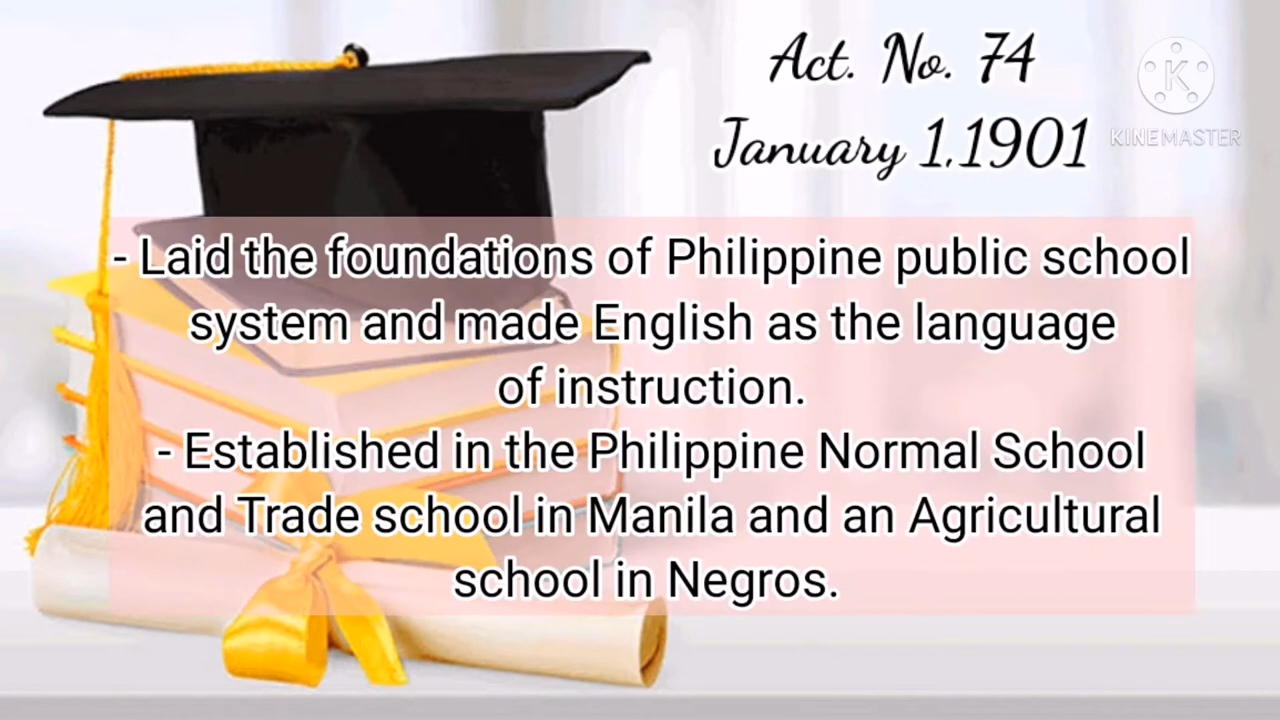 Act. No. 74
January 1,1901
KINEMASTER
- Laid the foundations of Philippine public school
system and made English as the language
of instruction.
- Established in the Philippine Normal School
and Trade school in Manila and an Agricultural
school in Negros.